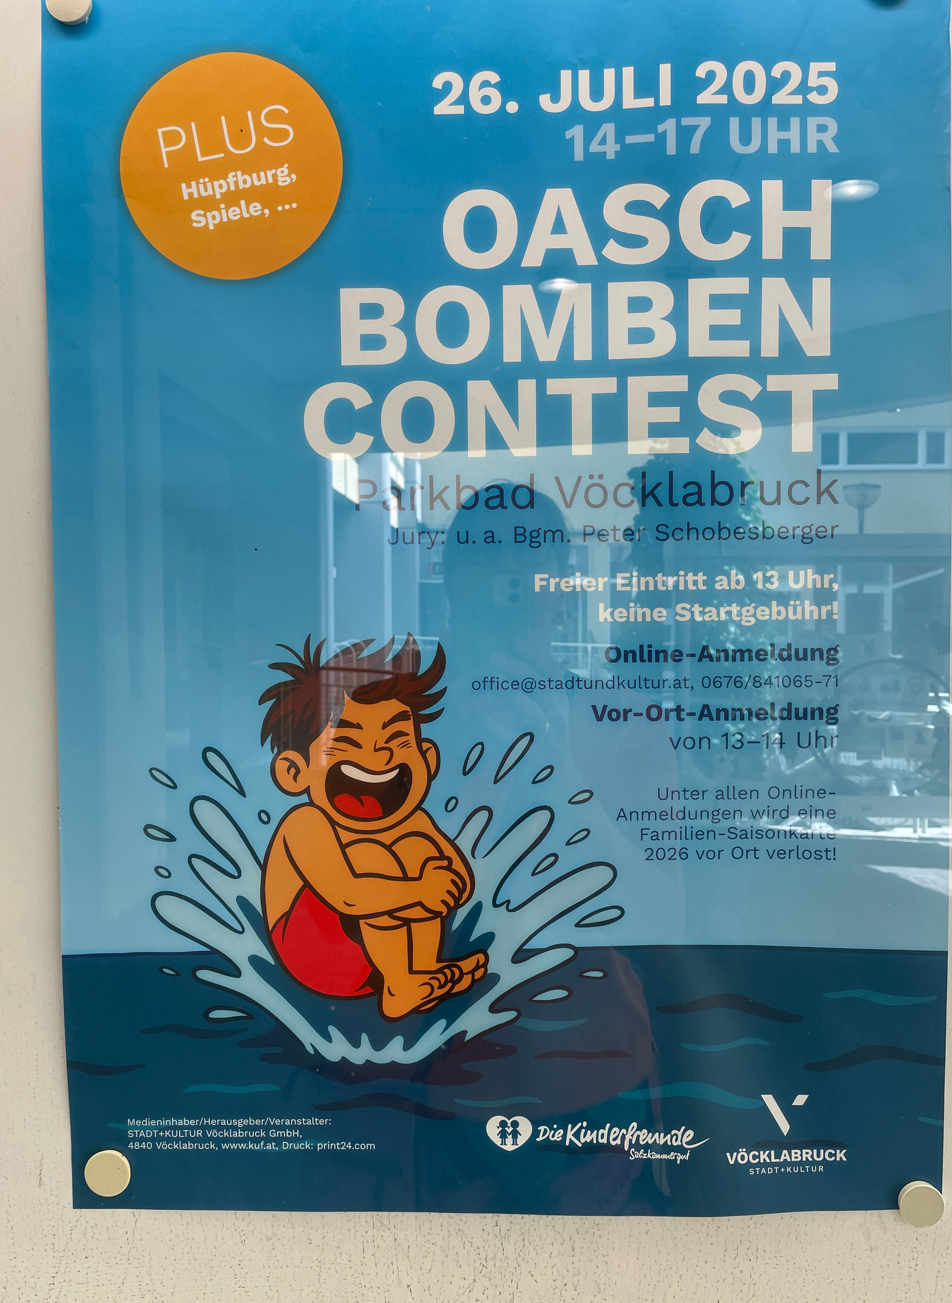 PLUS
Hüpfburg,
Spiele, ...
26. JULI 2025
14–17 UHR
OASCH
BOMBEN
CONTEST
Parkbad Vöcklabruck
Jury: u. a. Bgm. Peter Schobesberger
Freier Eintritt ab 13 Uhr,
keine Startgebühr!
Online-Anmeldung
office@stadtundkultur.at, 0676/841065-71
Vor-Ort-Anmeldung
von 13–14 Uhr
Unter allen Online-
Anmeldungen wird eine
Familien-Saisonkarte
2026 vor Ort verlost!
Medieninhaber/Herausgeber/Veranstalter:
STADT+KULTUR Vöcklabruck GmbH,
4840 Vöcklabruck, www.kuf.at, Druck: print24.com
Die Kinderfreunde
Salzkammergut
VÖCKLABRUCK
STADT+KULTUR